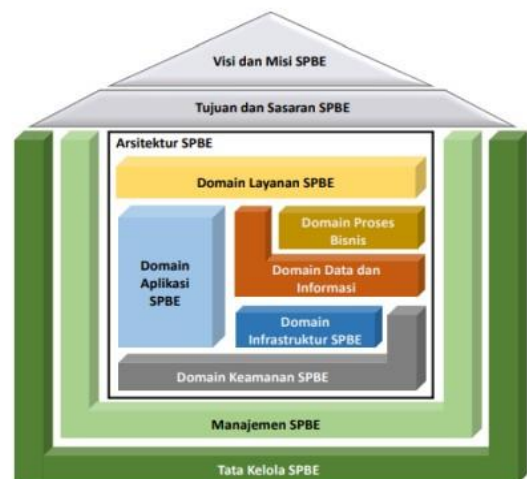 Visi dan Misi SPBE
Tujuan dan Sasaran SPBE
Arsitektur SPBE
Domain Layanan SPBE
Domain
Aplikasi
SPBE
Domain Proses
Bisnis
Domain Data dan
Informasi
Domain
Infrastruktur SPBE
Domain Keamanan SPBE
Manajemen SPBE
Tata Kelola SPBE